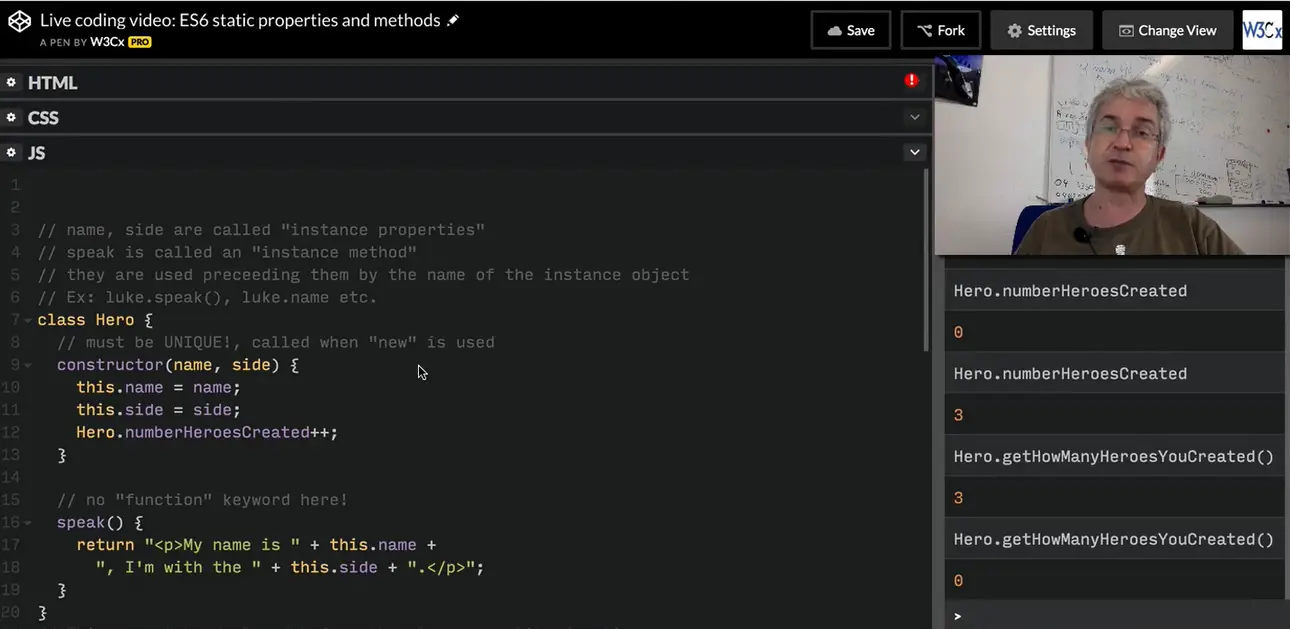 Live coding video: ES6 static properties and methods
A PEN BY W3Cx PRO
Save
Fork
Settings
Change View
W3Cx
HTML
CSS
JS
1
2
3 // name, side are called "instance properties"
4 // speak is called an "instance method"
5 // they are used preceeding them by the name of the instance object
6 // Ex: luke.speak(), luke.name etc.
7 class Hero {
8 // must be UNIQUE!, called when "new" is used
9 constructor(name, side) {
10 this.name = name;
11 this.side = side;
12 Hero.numberHeroesCreated++;
13 }
14
15 // no "function" keyword here!
16 speak() {
17 return "<p>My name is " + this.name +
18 ", I'm with the " + this.side + ".</p>";
19 }
20 }
Hero.numberHeroesCreated
0
Hero.numberHeroesCreated
3
Hero.getHowManyHeroesYouCreated()
3
Hero.getHowManyHeroesYouCreated()
0
>